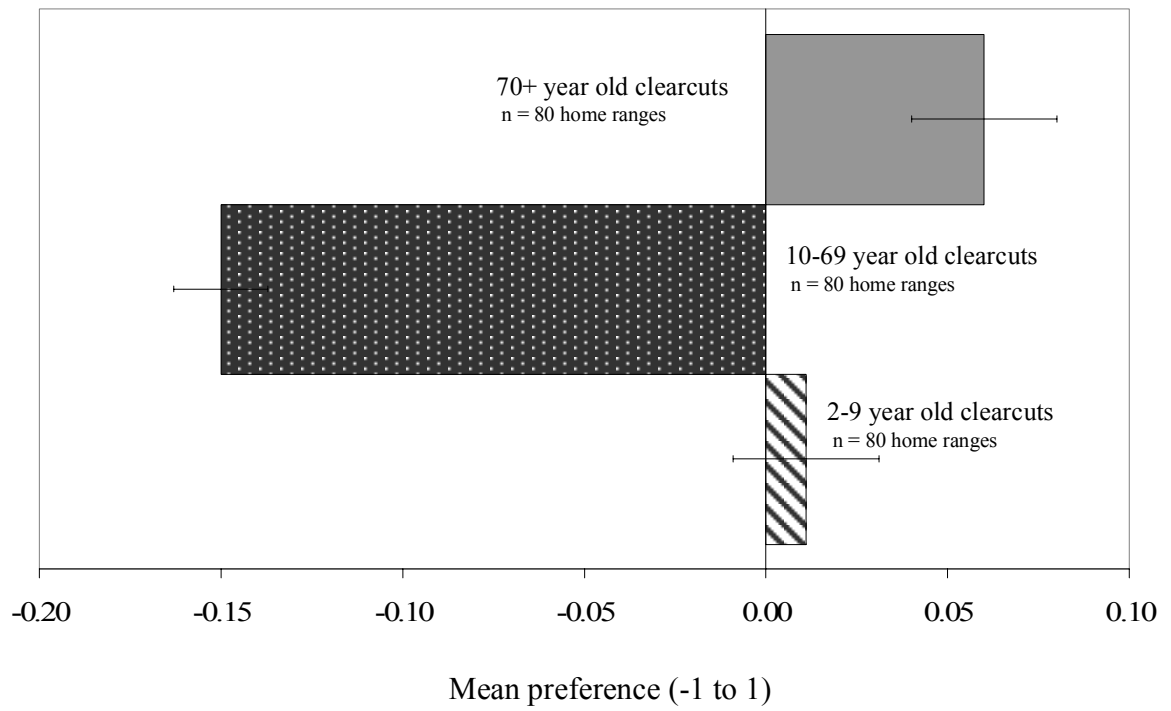 70+ year old clearcuts
n = 80 home ranges
10-69 year old clearcuts
n = 80 home ranges
2-9 year old clearcuts
n = 80 home ranges
-0.20 -0.15 -0.10 -0.05 0.00 0.05 0.10
Mean preference (-1 to 1)